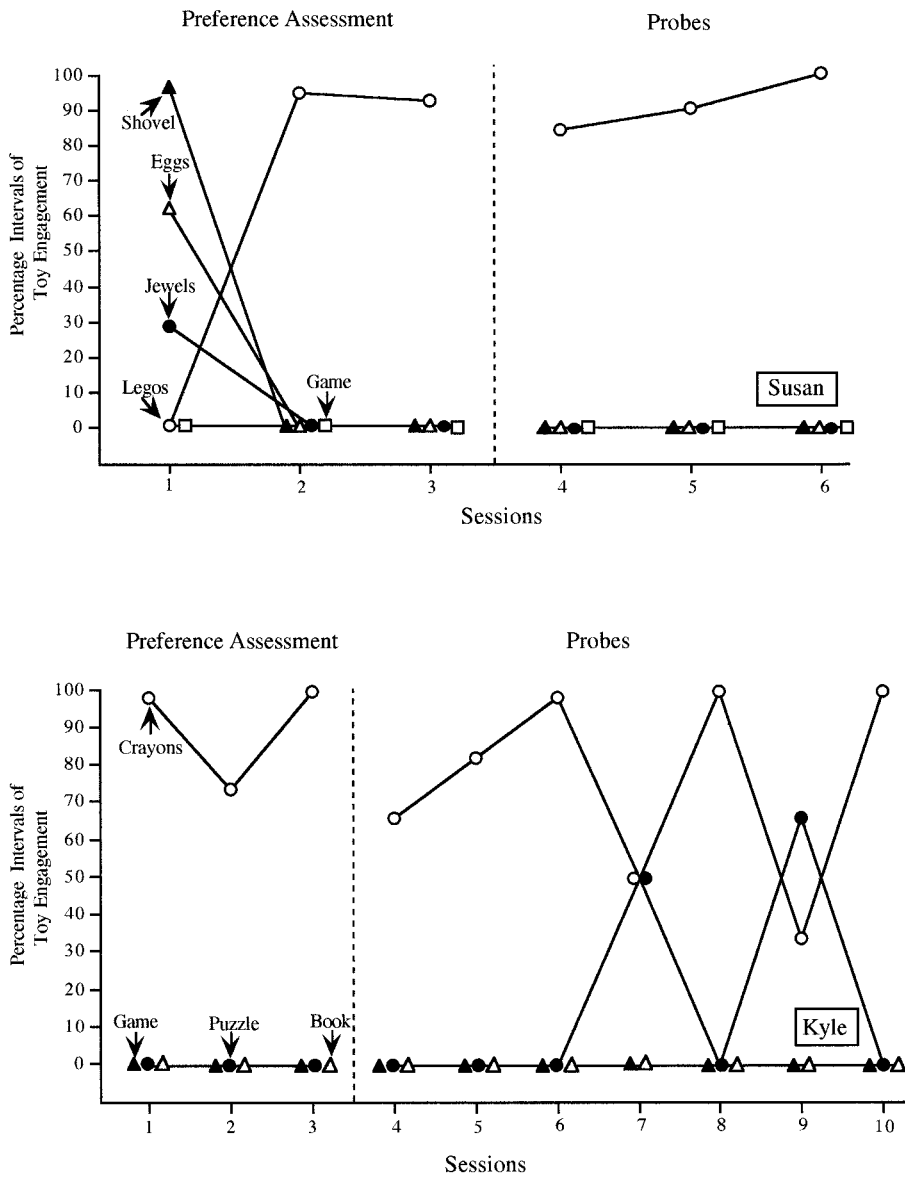 Preference Assessment
Probes
100
90
80
70
60
50
40
30
20
10
0
Percentage Intervals of
Toy Engagement
Shovel
Eggs
Jewels
Legos
Game
Susan
1 2 3 4 5 6
Sessions
Preference Assessment
Probes
100
90
80
70
60
50
40
30
20
10
0
Percentage Intervals of
Toy Engagement
Crayons
Game
Puzzle
Book
Kyle
1 2 3 4 5 6 7 8 9 10
Sessions